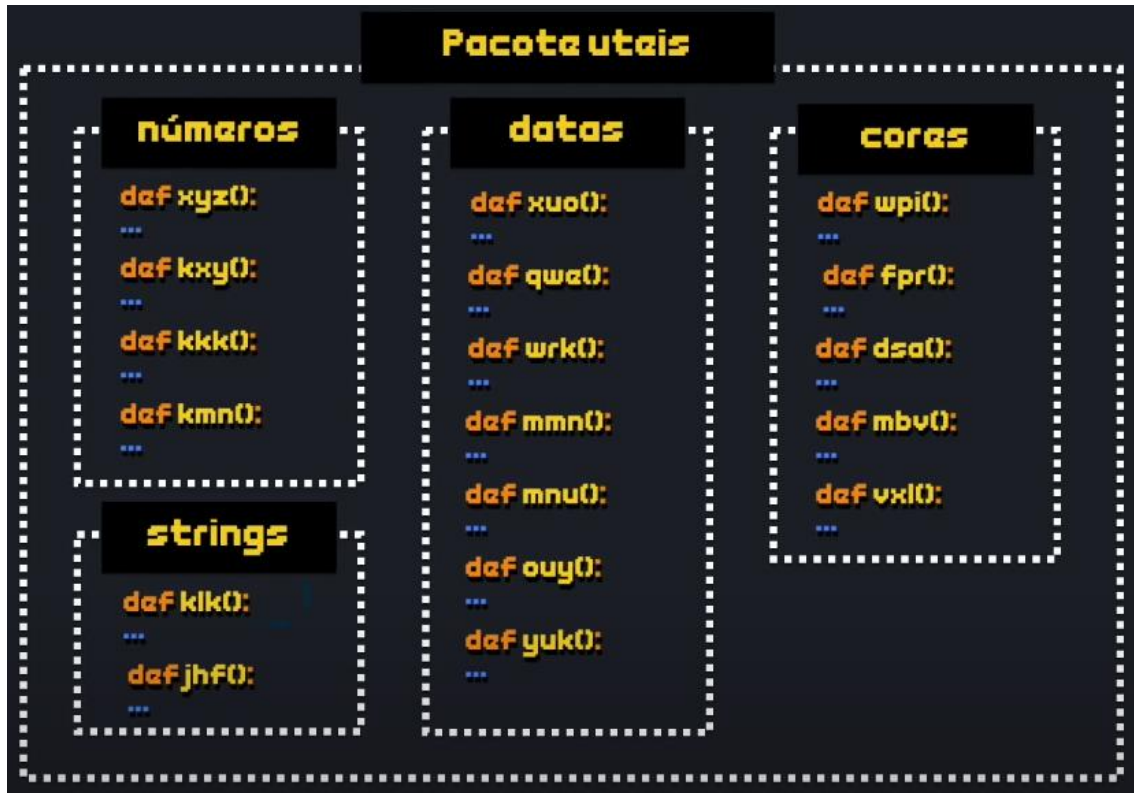 Pacote uteis
números
def xyz():
...
def kxy():
...
def kkk():
...
def kmn():
...
strings
def klk():
...
def jhf():
...
datas
def xuo():
...
def qwe():
...
def wrk():
...
def mmn():
...
def mnu():
...
def ouy():
...
def yuk():
...
cores
def wpi():
...
def fpr():
...
def dsa():
...
def mbv():
...
def vxl():
...